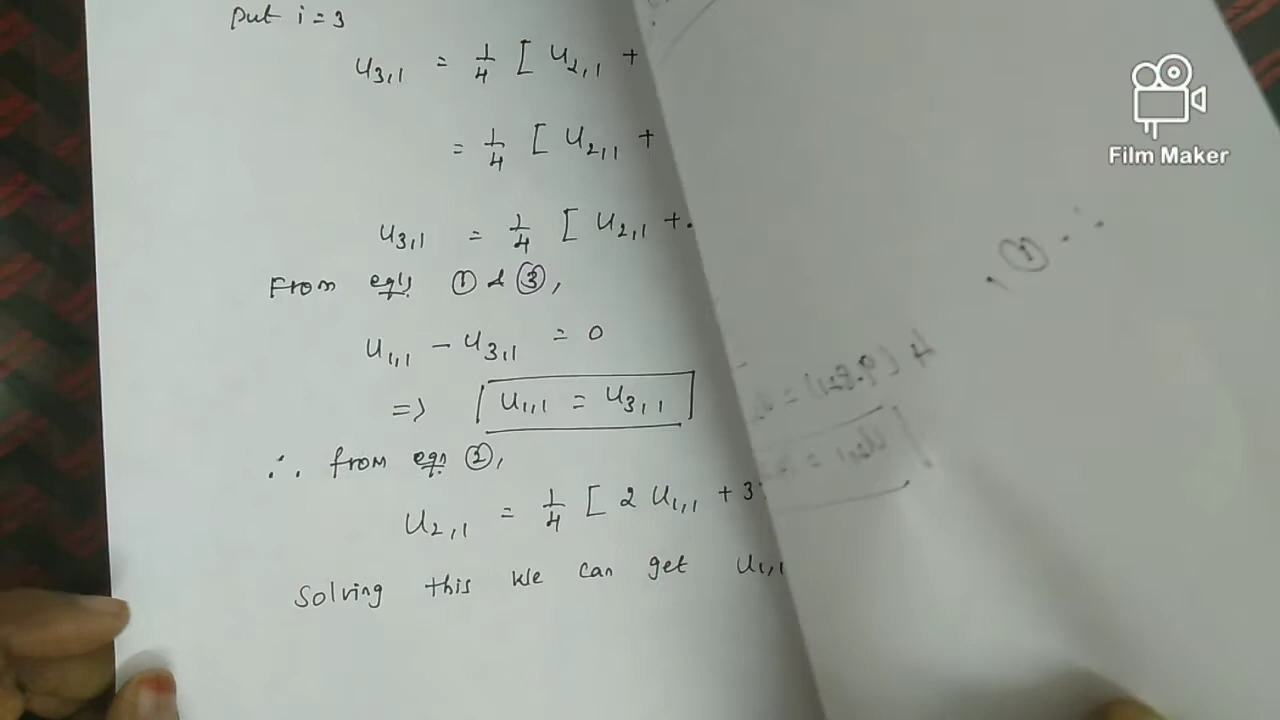 Put i = 3
u3,1 = 1/4 [ u2,1 +
= 1/4 [ u2,1 +
u3,1 = 1/4 [ u2,1 +
From eqs ① & ③,
u1,1 - u3,1 = 0
=> u1,1 = u3,1
∴ from eqn ②,
u2,1 = 1/4 [ 2 u1,1 + 3
Solving this we can get u1,1
Film Maker